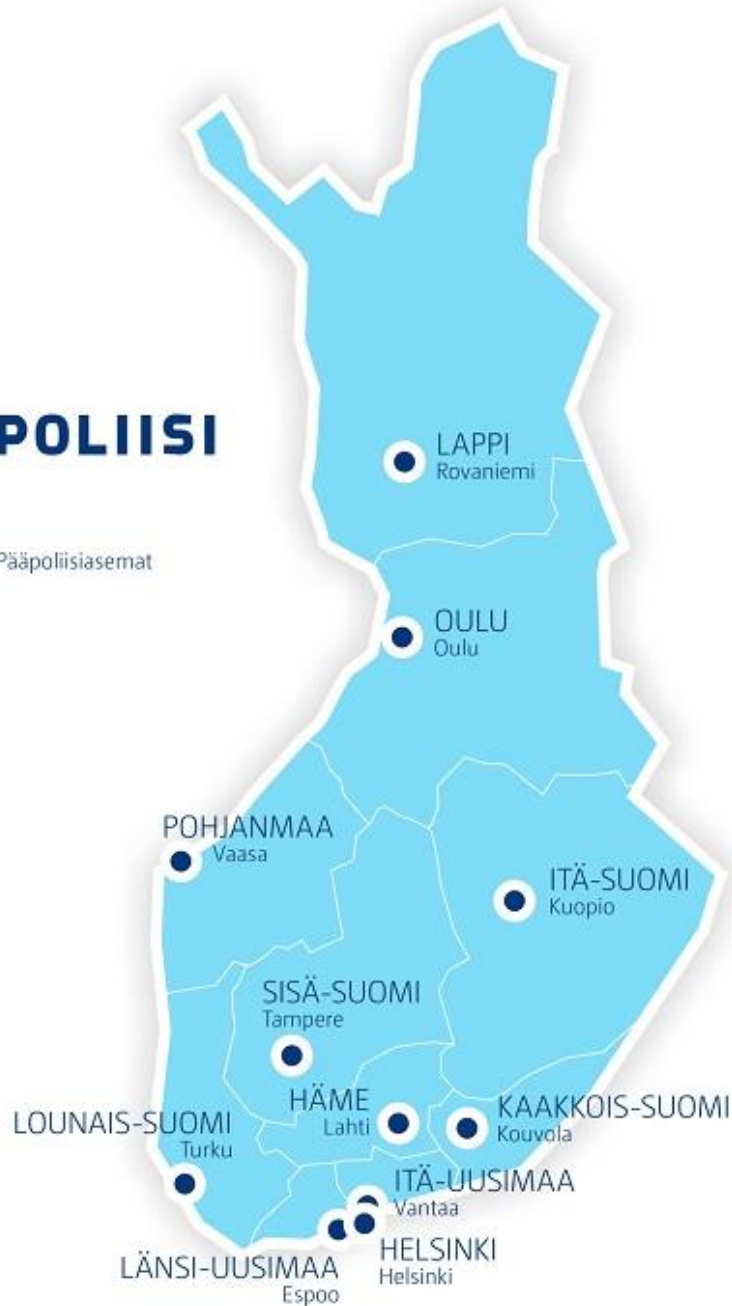 POLIISI
Pääpoliisiasemat
LAPPI
Rovaniemi
OULU
Oulu
POHJANMAA
Vaasa
ITÄ-SUOMI
Kuopio
SISÄ-SUOMI
Tampere
HÄME
Lahti
KAAKKOIS-SUOMI
Kouvola
LOUNAIS-SUOMI
Turku
ITÄ-UUSIMAA
Vantaa
HELSINKI
Helsinki
LÄNSI-UUSIMAA
Espoo